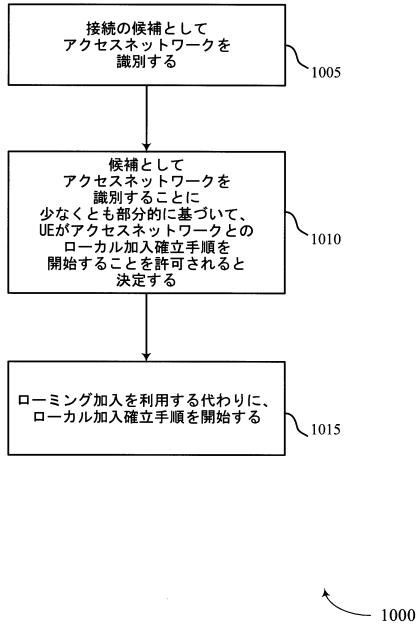 接続の候補として
アクセスネットワークを
識別する
1005
候補として
アクセスネットワークを
識別することに
少なくとも部分的に基づいて、
UEがアクセスネットワークとの
ローカル加入確立手順を
開始することを許可されると
決定する
1010
ローミング加入を利用する代わりに、
ローカル加入確立手順を開始する
1015
1000